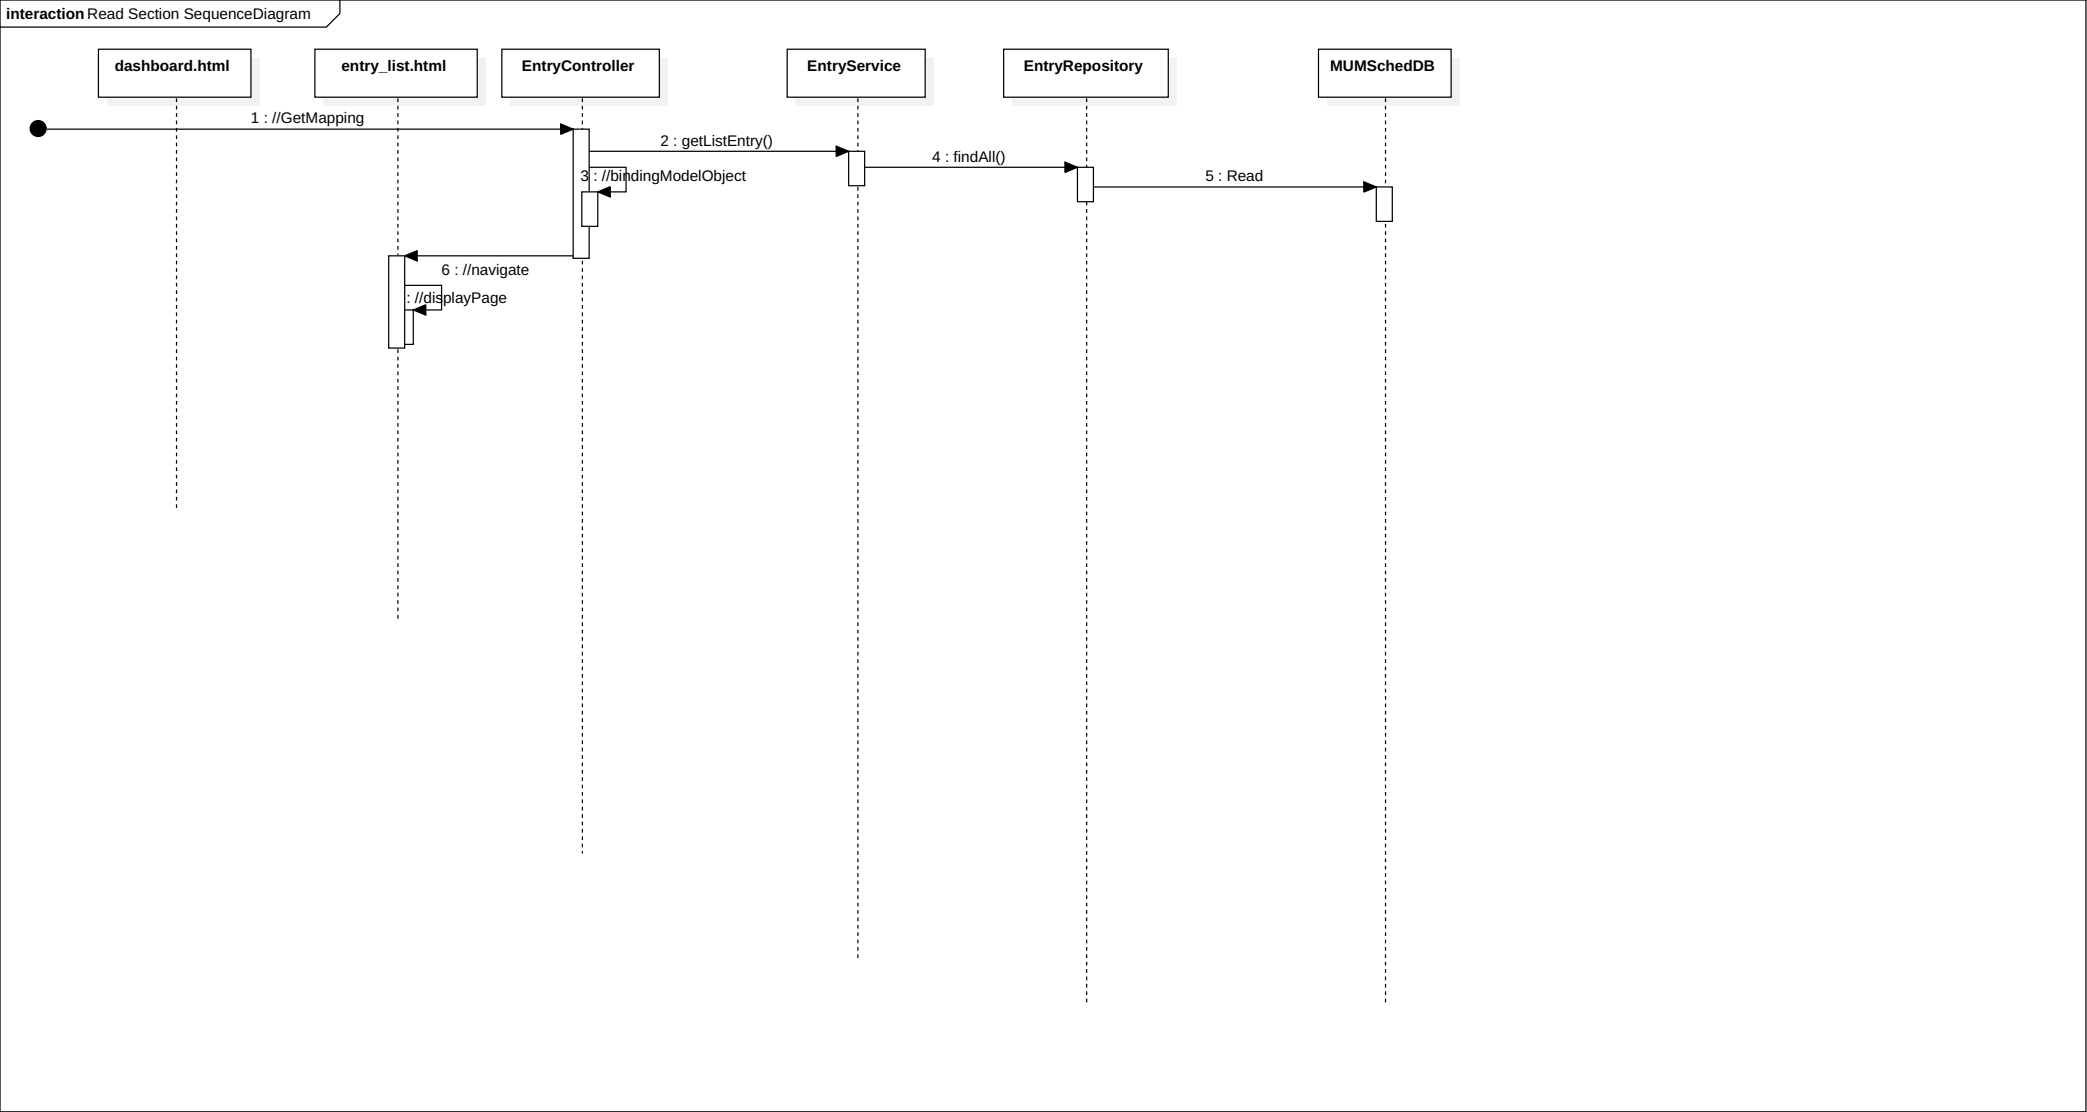 interaction Read Section SequenceDiagram
dashboard.html
entry_list.html
EntryController
EntryService
EntryRepository
MUMSchedDB
1 : //GetMapping
2 : getListEntry()
4 : findAll()
3 : //bindingModelObject
5 : Read
6 : //navigate
: //displayPage